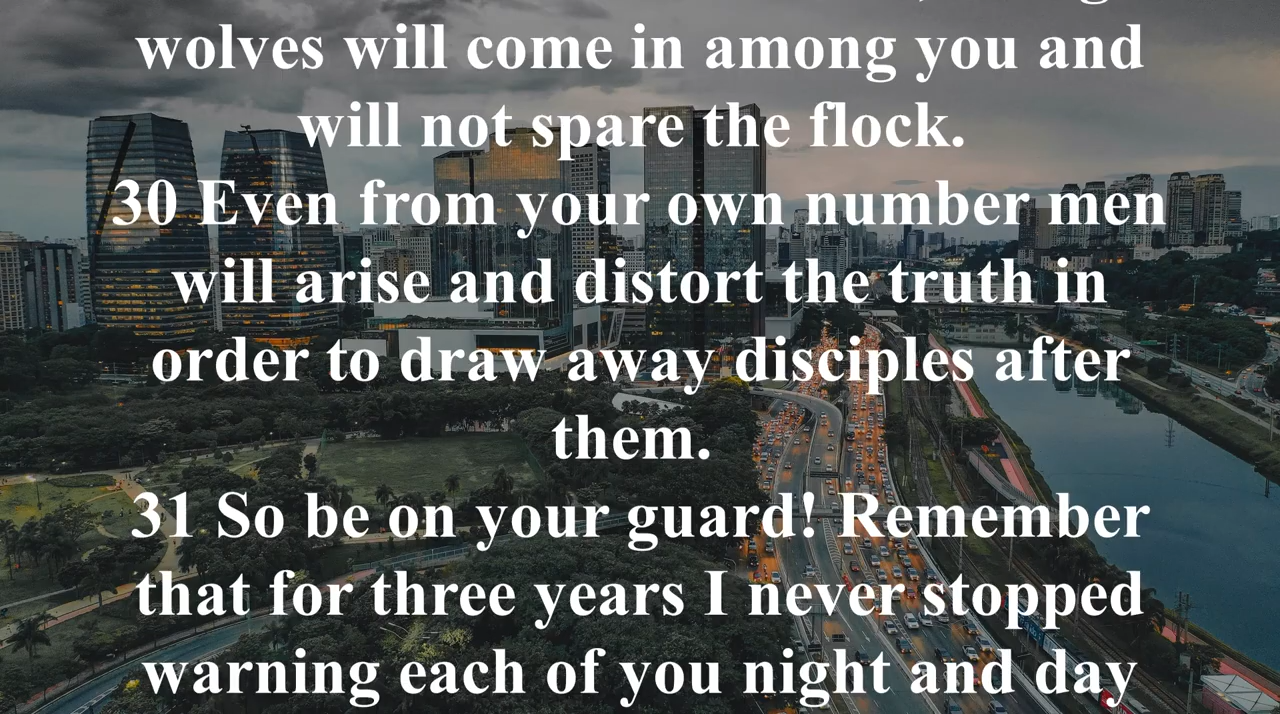 wolves will come in among you and
will not spare the flock.
30 Even from your own number men
will arise and distort the truth in
order to draw away disciples after
them.
31 So be on your guard! Remember
that for three years I never stopped
warning each of you night and day